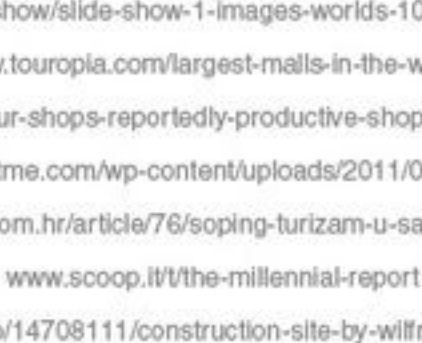 show/slide-show-1-images-worlds-10
w.touropia.com/largest-malls-in-the-w
ur-shops-reportedly-productive-shop
tme.com/wp-content/uploads/2011/0
om.hr/article/76/soping-turizam-u-sa
www.scoop.it/t/the-millennial-report
o/14708111/construction-site-by-wilfr